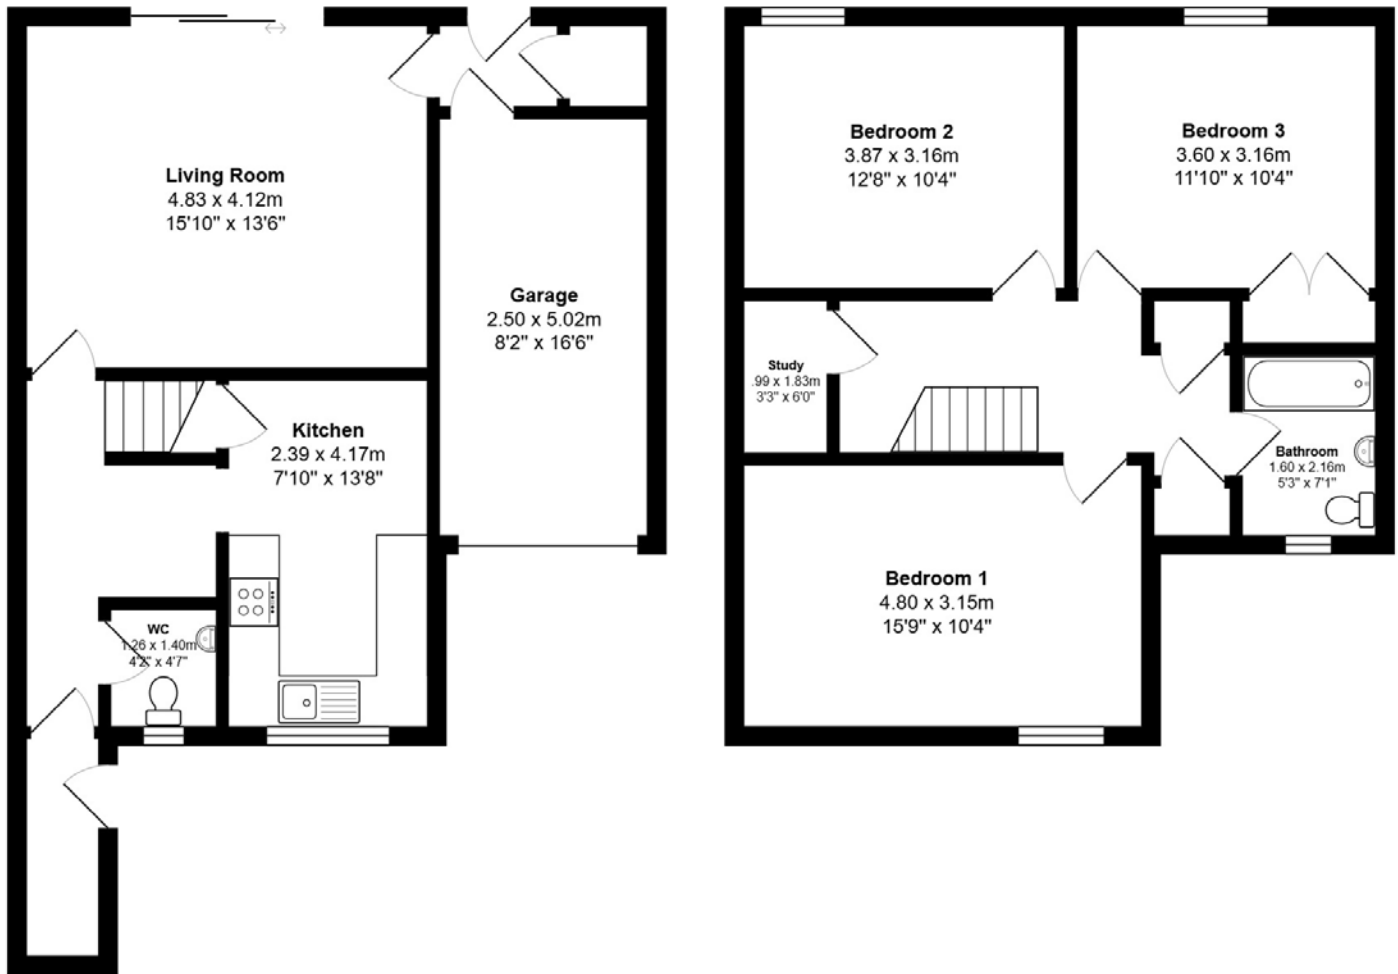 Living Room
4.83 x 4.12m
15'10" x 13'6"
Garage
2.50 x 5.02m
8'2" x 16'6"
Kitchen
2.39 x 4.17m
7'10" x 13'8"
WC
1.26 x 1.40m
4'2" x 4'7"
Bedroom 2
3.87 x 3.16m
12'8" x 10'4"
Bedroom 3
3.60 x 3.16m
11'10" x 10'4"
Study
.99 x 1.83m
3'3" x 6'0"
Bathroom
1.60 x 2.16m
5'3" x 7'1"
Bedroom 1
4.80 x 3.15m
15'9" x 10'4"